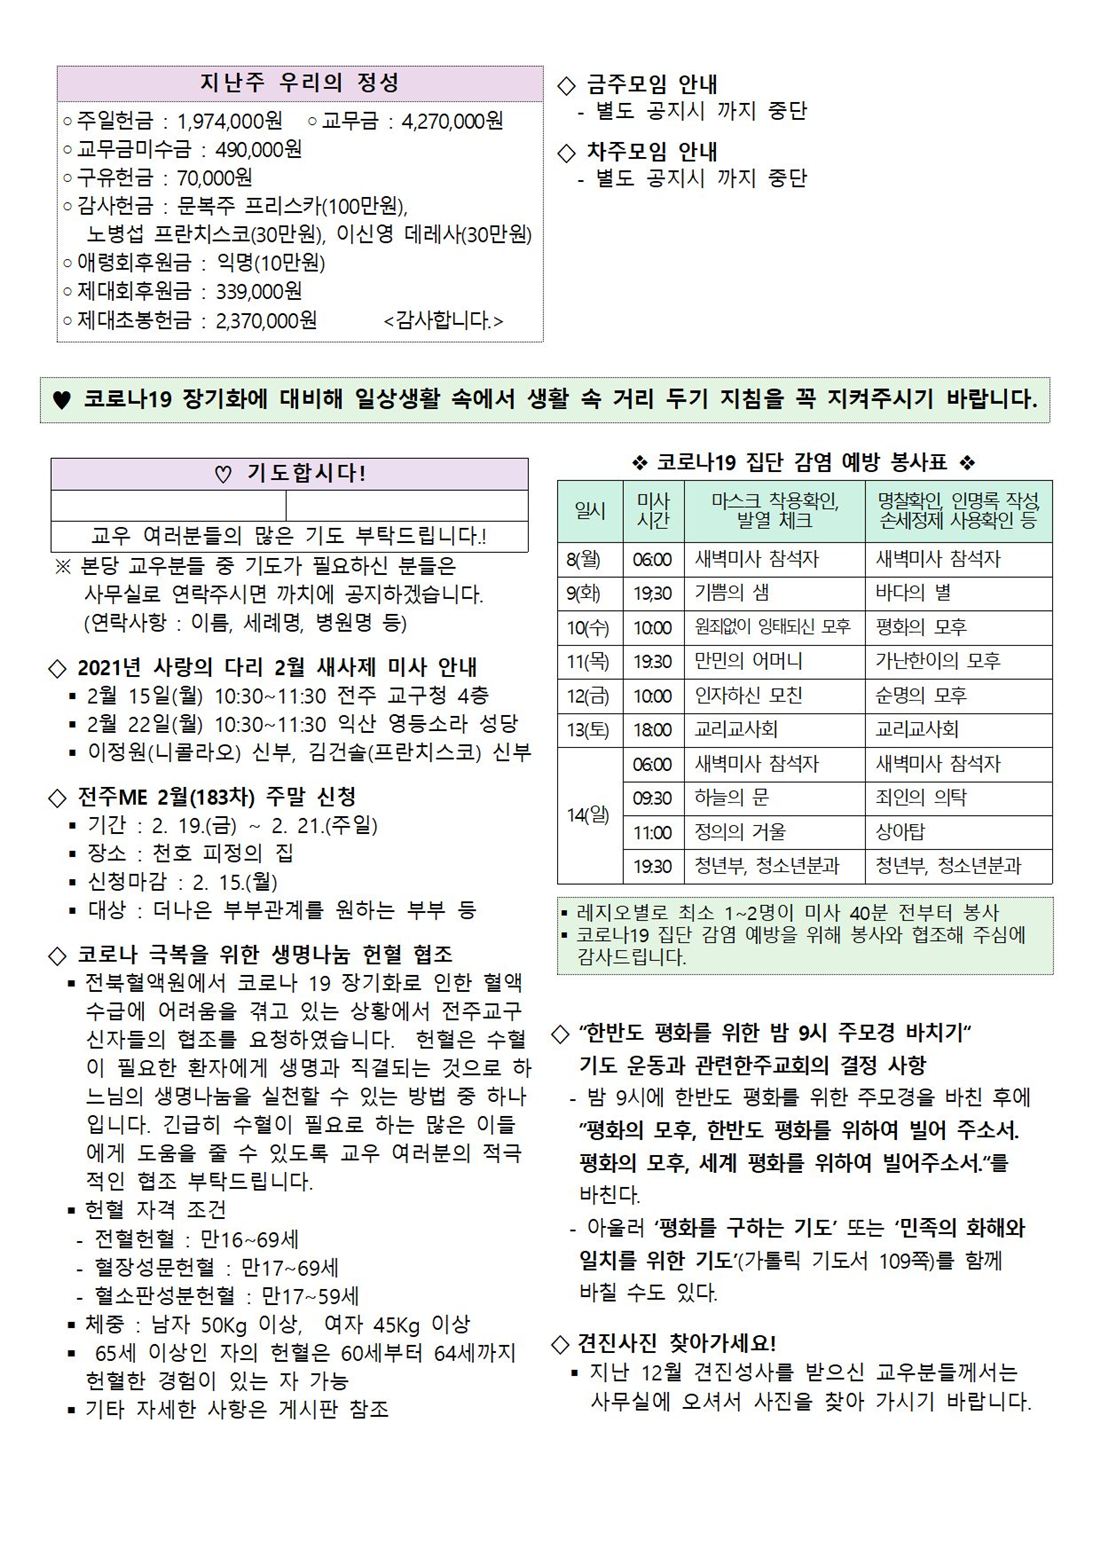 지난주 우리의 정성
○ 주일헌금 : 1,974,000원 ○ 교무금 : 4,270,000원
○ 교무금미수금 : 490,000원
○ 구유헌금 : 70,000원
○ 감사헌금 : 문복주 프리스카(100만원),
노병섭 프란치스코(30만원), 이신영 데레사(30만원)
○ 애령회후원금 : 익명(10만원)
○ 제대회후원금 : 339,000원
○ 제대초봉헌금 : 2,370,000원 <감사합니다.>
◇ 금주모임 안내
- 별도 공지시 까지 중단
◇ 차주모임 안내
- 별도 공지시 까지 중단
♥ 코로나19 장기화에 대비해 일상생활 속에서 생활 속 거리 두기 지침을 꼭 지켜주시기 바랍니다.
♡ 기도합시다!
교우 여러분들의 많은 기도 부탁드립니다.!
※ 본당 교우분들 중 기도가 필요하신 분들은
사무실로 연락주시면 까치에 공지하겠습니다.
(연락사항 : 이름, 세례명, 병원명 등)
◇ 2021년 사랑의 다리 2월 새사제 미사 안내
▪ 2월 15일(월) 10:30~11:30 전주 교구청 4층
▪ 2월 22일(월) 10:30~11:30 익산 영등소라 성당
▪ 이정원(니콜라오) 신부, 김건솔(프란치스코) 신부
◇ 전주ME 2월(183차) 주말 신청
▪ 기간 : 2. 19.(금) ~ 2. 21.(주일)
▪ 장소 : 천호 피정의 집
▪ 신청마감 : 2. 15.(월)
▪ 대상 : 더나은 부부관계를 원하는 부부 등
◇ 코로나 극복을 위한 생명나눔 헌혈 협조
▪ 전북혈액원에서 코로나 19 장기화로 인한 혈액
수급에 어려움을 겪고 있는 상황에서 전주교구
신자들의 협조를 요청하였습니다. 헌혈은 수혈
이 필요한 환자에게 생명과 직결되는 것으로 하
느님의 생명나눔을 실천할 수 있는 방법 중 하나
입니다. 긴급히 수혈이 필요로 하는 많은 이들
에게 도움을 줄 수 있도록 교우 여러분의 적극
적인 협조 부탁드립니다.
▪ 헌혈 자격 조건
- 전혈헌혈 : 만16~69세
- 혈장성문헌혈 : 만17~69세
- 혈소판성분헌혈 : 만17~59세
▪ 체중 : 남자 50Kg 이상, 여자 45Kg 이상
▪ 65세 이상인 자의 헌혈은 60세부터 64세까지
헌혈한 경험이 있는 자 가능
▪ 기타 자세한 사항은 게시판 참조
❖ 코로나19 집단 감염 예방 봉사표 ❖
일시 미사 시간 마스크 착용확인, 발열 체크 명찰확인, 인명록 작성, 손세정제 사용확인 등
8(월) 06:00 새벽미사 참석자 새벽미사 참석자
9(화) 19,30 기쁨의 샘 바다의 별
10(수) 10:00 원죄없이 잉태되신 모후 평화의 모후
11(목) 19:30 만민의 어머니 가난한이의 모후
12(금) 10:00 인자하신 모친 순명의 모후
13(토) 18:00 교리교사회 교리교사회
14(일) 06:00 새벽미사 참석자 새벽미사 참석자
09:30 하늘의 문 죄인의 의탁
11:00 정의의 거울 상아탑
19:30 청년부, 청소년분과 청년부, 청소년분과
▪ 레지오별로 최소 1~2명이 미사 40분 전부터 봉사
▪ 코로나19 집단 감염 예방을 위해 봉사와 협조해 주심에
감사드립니다.
◇ “한반도 평화를 위한 밤 9시 주모경 바치기“
기도 운동과 관련한주교회의 결정 사항
- 밤 9시에 한반도 평화를 위한 주모경을 바친 후에
”평화의 모후, 한반도 평화를 위하여 빌어 주소서.
평화의 모후, 세계 평화를 위하여 빌어주소서.“를
바친다.
- 아울러 ‘평화를 구하는 기도’ 또는 ‘민족의 화해와
일치를 위한 기도’(가톨릭 기도서 109쪽)를 함께
바칠 수도 있다.
◇ 견진사진 찾아가세요!
▪ 지난 12월 견진성사를 받으신 교우분들께서는
사무실에 오셔서 사진을 찾아 가시기 바랍니다.